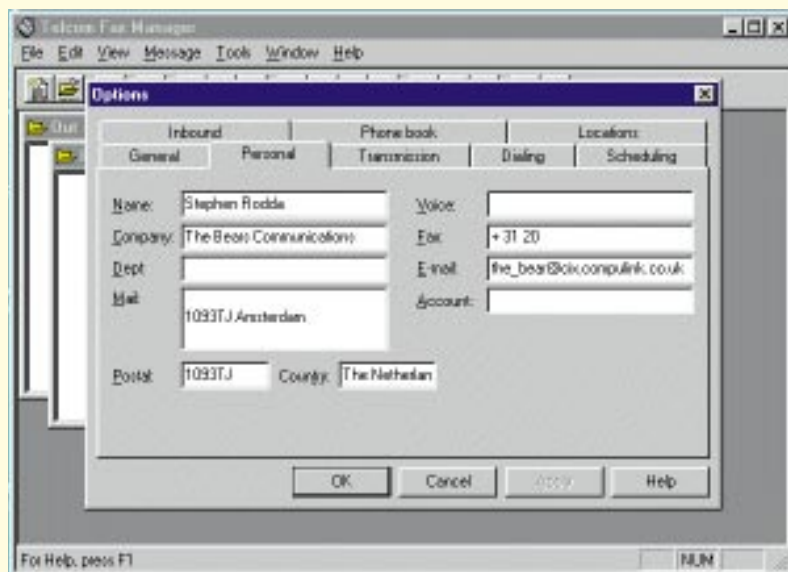 Telcom Fax Manager
File Edit View Message Tools Window Help
Options
Out
Inbound Phone book Locations
General Personal Transmission Dialing Scheduling
Name: Stephen Rodda Voice:
Company: The Bears Communications Fax: +31 20
Dept: E-mail: the_bear@cix.compulink.co.uk
Mail: 1093TJ Amsterdam Account:
Postal: 1093TJ Country: The Netherlan
OK Cancel Apply Help
For Help, press F1 NUM